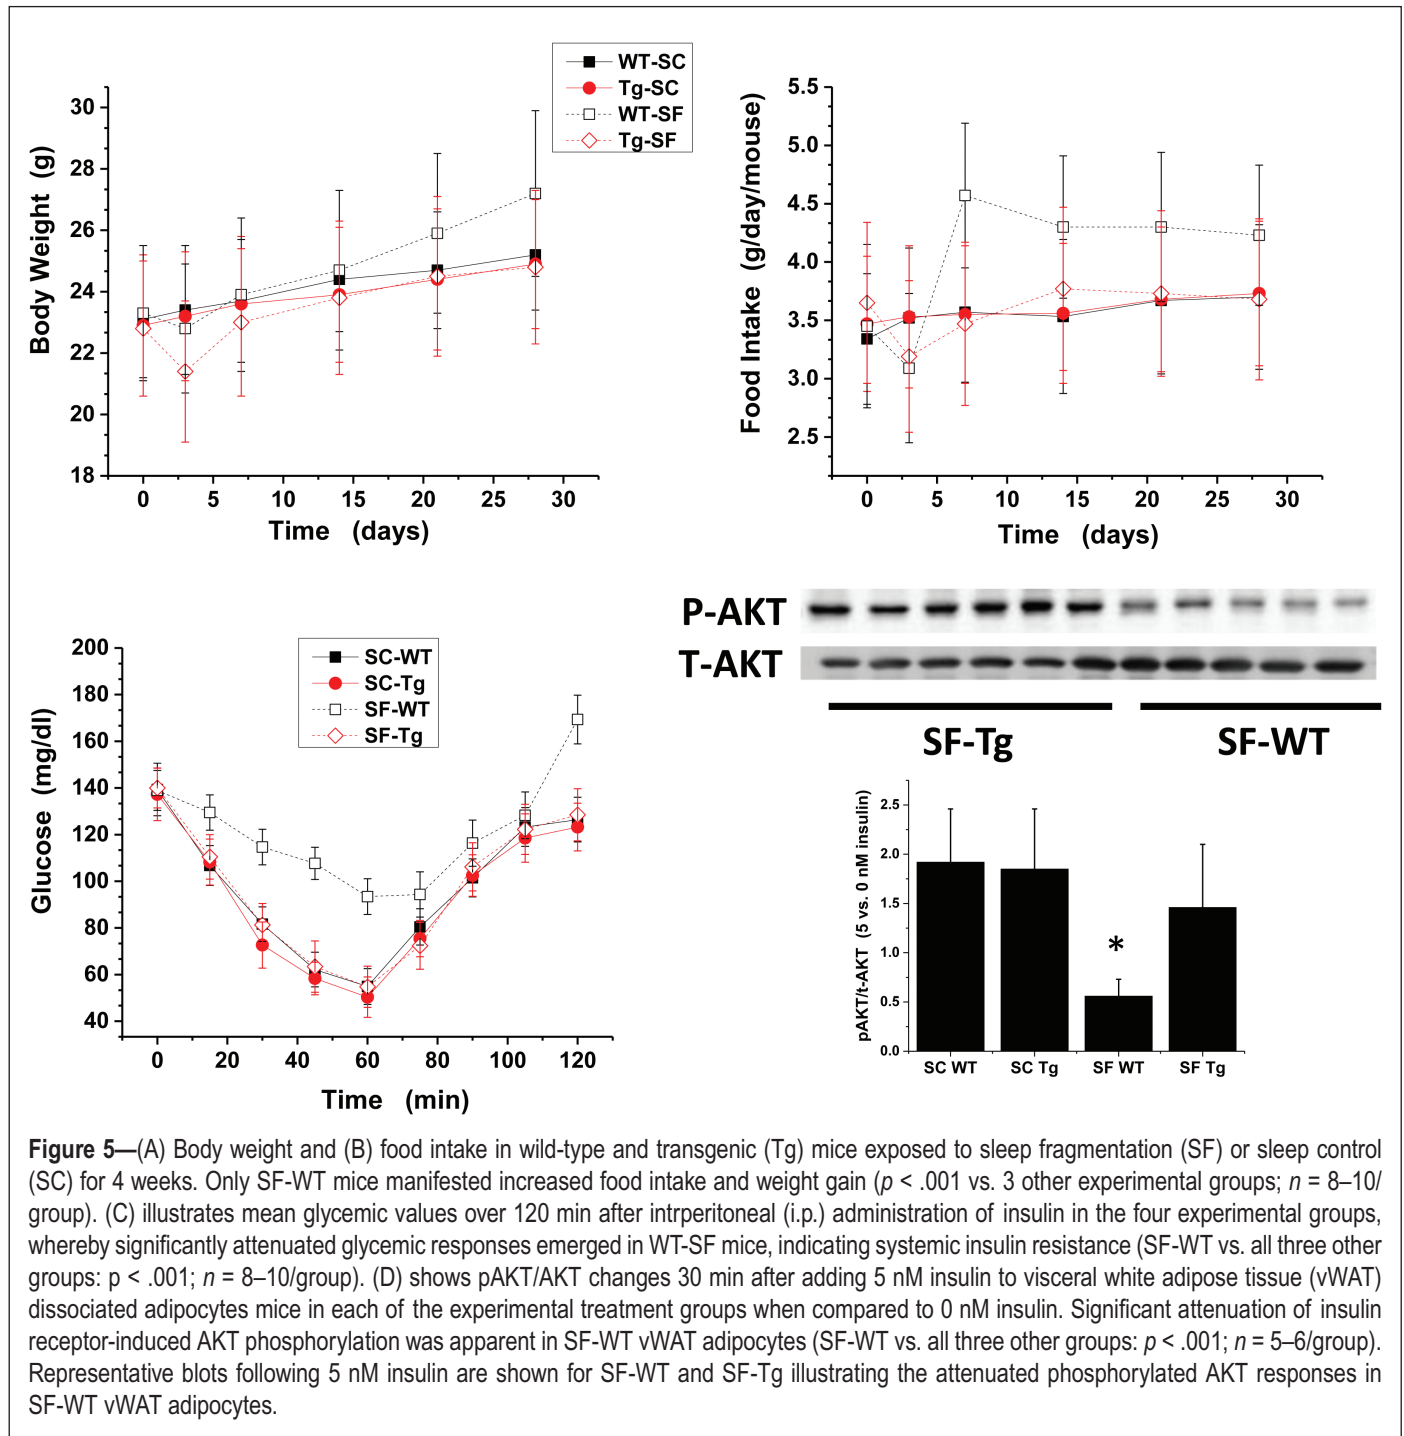 WT-SC
Tg-SC
WT-SF
Tg-SF
30
28
26
24
22
20
18
Body Weight (g)
0 5 10 15 20 25 30
Time (days)
5.5
5.0
4.5
4.0
3.5
3.0
2.5
Food Intake (g/day/mouse)
0 5 10 15 20 25 30
Time (days)
200
180
160
140
120
100
80
60
40
Glucose (mg/dl)
SC-WT
SC-Tg
SF-WT
SF-Tg
0 20 40 60 80 100 120
Time (min)
P-AKT
T-AKT
SF-Tg SF-WT
2.5
2.0
1.5
1.0
0.5
0.0
pAKT/t-AKT (5 vs. 0 nM insulin)
*
SC WT SC Tg SF WT SF Tg
Figure 5—(A) Body weight and (B) food intake in wild-type and transgenic (Tg) mice exposed to sleep fragmentation (SF) or sleep control
(SC) for 4 weeks. Only SF-WT mice manifested increased food intake and weight gain (p < .001 vs. 3 other experimental groups; n = 8–10/
group). (C) illustrates mean glycemic values over 120 min after intrperitoneal (i.p.) administration of insulin in the four experimental groups,
whereby significantly attenuated glycemic responses emerged in WT-SF mice, indicating systemic insulin resistance (SF-WT vs. all three other
groups: p < .001; n = 8–10/group). (D) shows pAKT/AKT changes 30 min after adding 5 nM insulin to visceral white adipose tissue (vWAT)
dissociated adipocytes mice in each of the experimental treatment groups when compared to 0 nM insulin. Significant attenuation of insulin
receptor-induced AKT phosphorylation was apparent in SF-WT vWAT adipocytes (SF-WT vs. all three other groups: p < .001; n = 5–6/group).
Representative blots following 5 nM insulin are shown for SF-WT and SF-Tg illustrating the attenuated phosphorylated AKT responses in
SF-WT vWAT adipocytes.